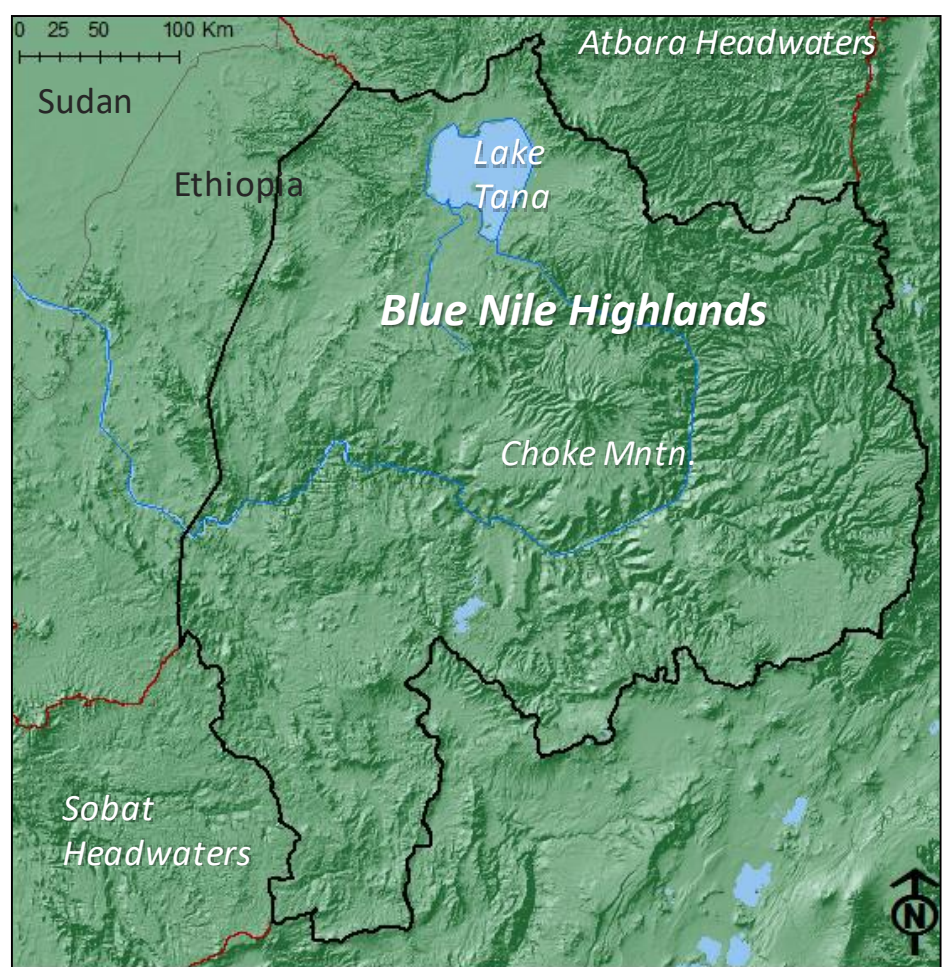 0 25 50 100 Km
Atbara Headwaters
Sudan
Lake
Tana
Ethiopia
Blue Nile Highlands
Choke Mntn.
Sobat
Headwaters
N